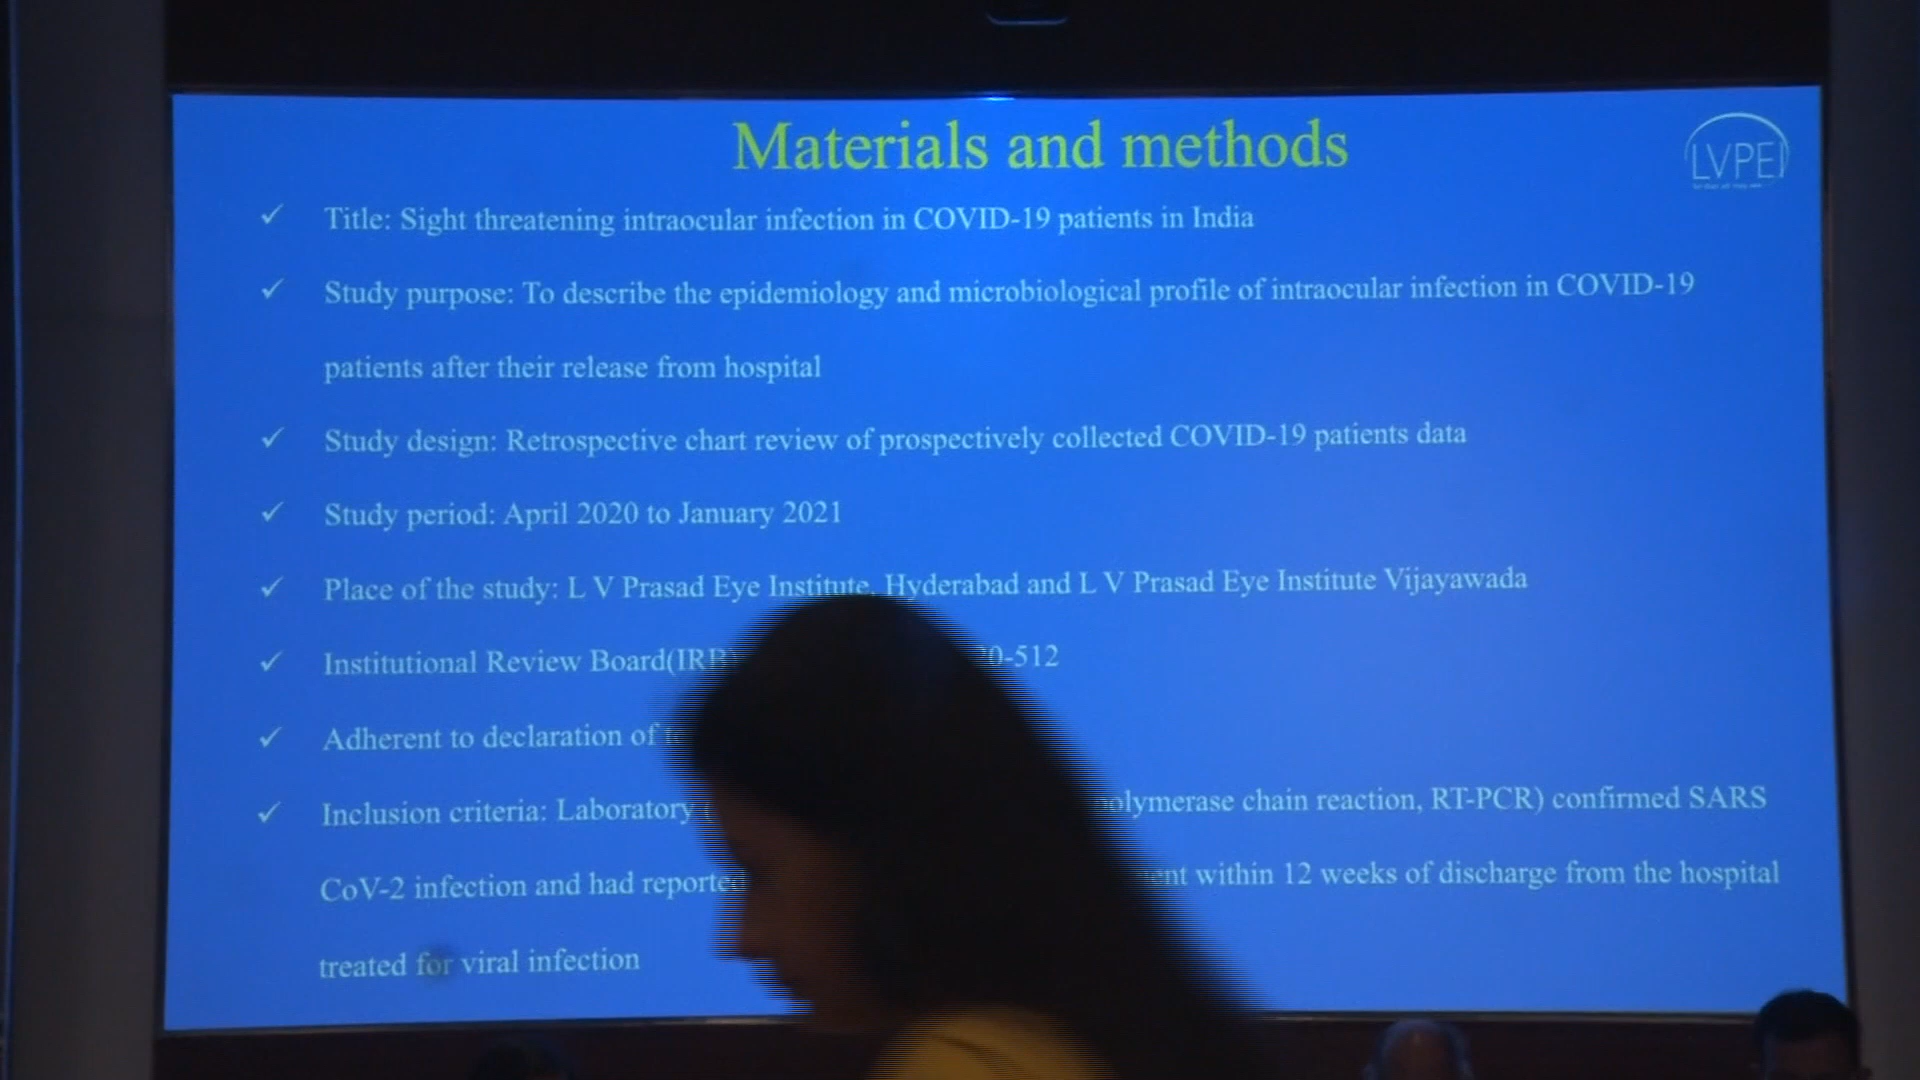 Materials and methods
LVPEI
✓ Title: Sight threatening intraocular infection in COVID-19 patients in India
✓ Study purpose: To describe the epidemiology and microbiological profile of intraocular infection in COVID-19
patients after their release from hospital
✓ Study design: Retrospective chart review of prospectively collected COVID-19 patients data
✓ Study period: April 2020 to January 2021
✓ Place of the study: L V Prasad Eye Institute, Hyderabad and L V Prasad Eye Institute Vijayawada
✓ Institutional Review Board(IRB) 0-512
✓ Adherent to declaration of
✓ Inclusion criteria: Laboratory olymerase chain reaction, RT-PCR) confirmed SARS
CoV-2 infection and had reported within 12 weeks of discharge from the hospital
treated for viral infection